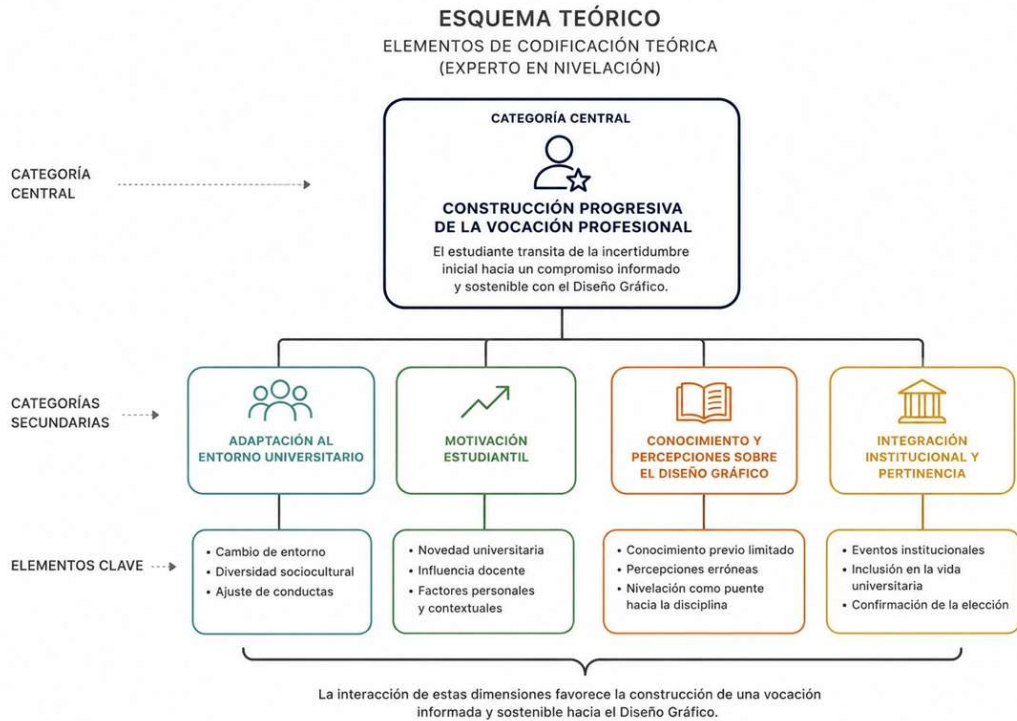 ESQUEMA TEÓRICO
ELEMENTOS DE CODIFICACIÓN TEÓRICA
(EXPERTO EN NIVELACIÓN)
CATEGORÍA
CENTRAL
CATEGORÍA CENTRAL
CONSTRUCCIÓN PROGRESIVA
DE LA VOCACIÓN PROFESIONAL
El estudiante transita de la incertidumbre
inicial hacia un compromiso informado
y sostenible con el Diseño Gráfico.
CATEGORÍAS
SECUNDARIAS
ADAPTACIÓN AL
ENTORNO UNIVERSITARIO
MOTIVACIÓN
ESTUDIANTIL
CONOCIMIENTO Y
PERCEPCIONES SOBRE
EL DISEÑO GRÁFICO
INTEGRACIÓN
INSTITUCIONAL Y
PERTINENCIA
ELEMENTOS CLAVE
• Cambio de entorno
• Diversidad sociocultural
• Ajuste de conductas
• Novedad universitaria
• Influencia docente
• Factores personales
y contextuales
• Conocimiento previo limitado
• Percepciones erróneas
• Nivelación como puente
hacia la disciplina
• Eventos institucionales
• Inclusión en la vida
universitaria
• Confirmación de la elección
La interacción de estas dimensiones favorece la construcción de una vocación
informada y sostenible hacia el Diseño Gráfico.